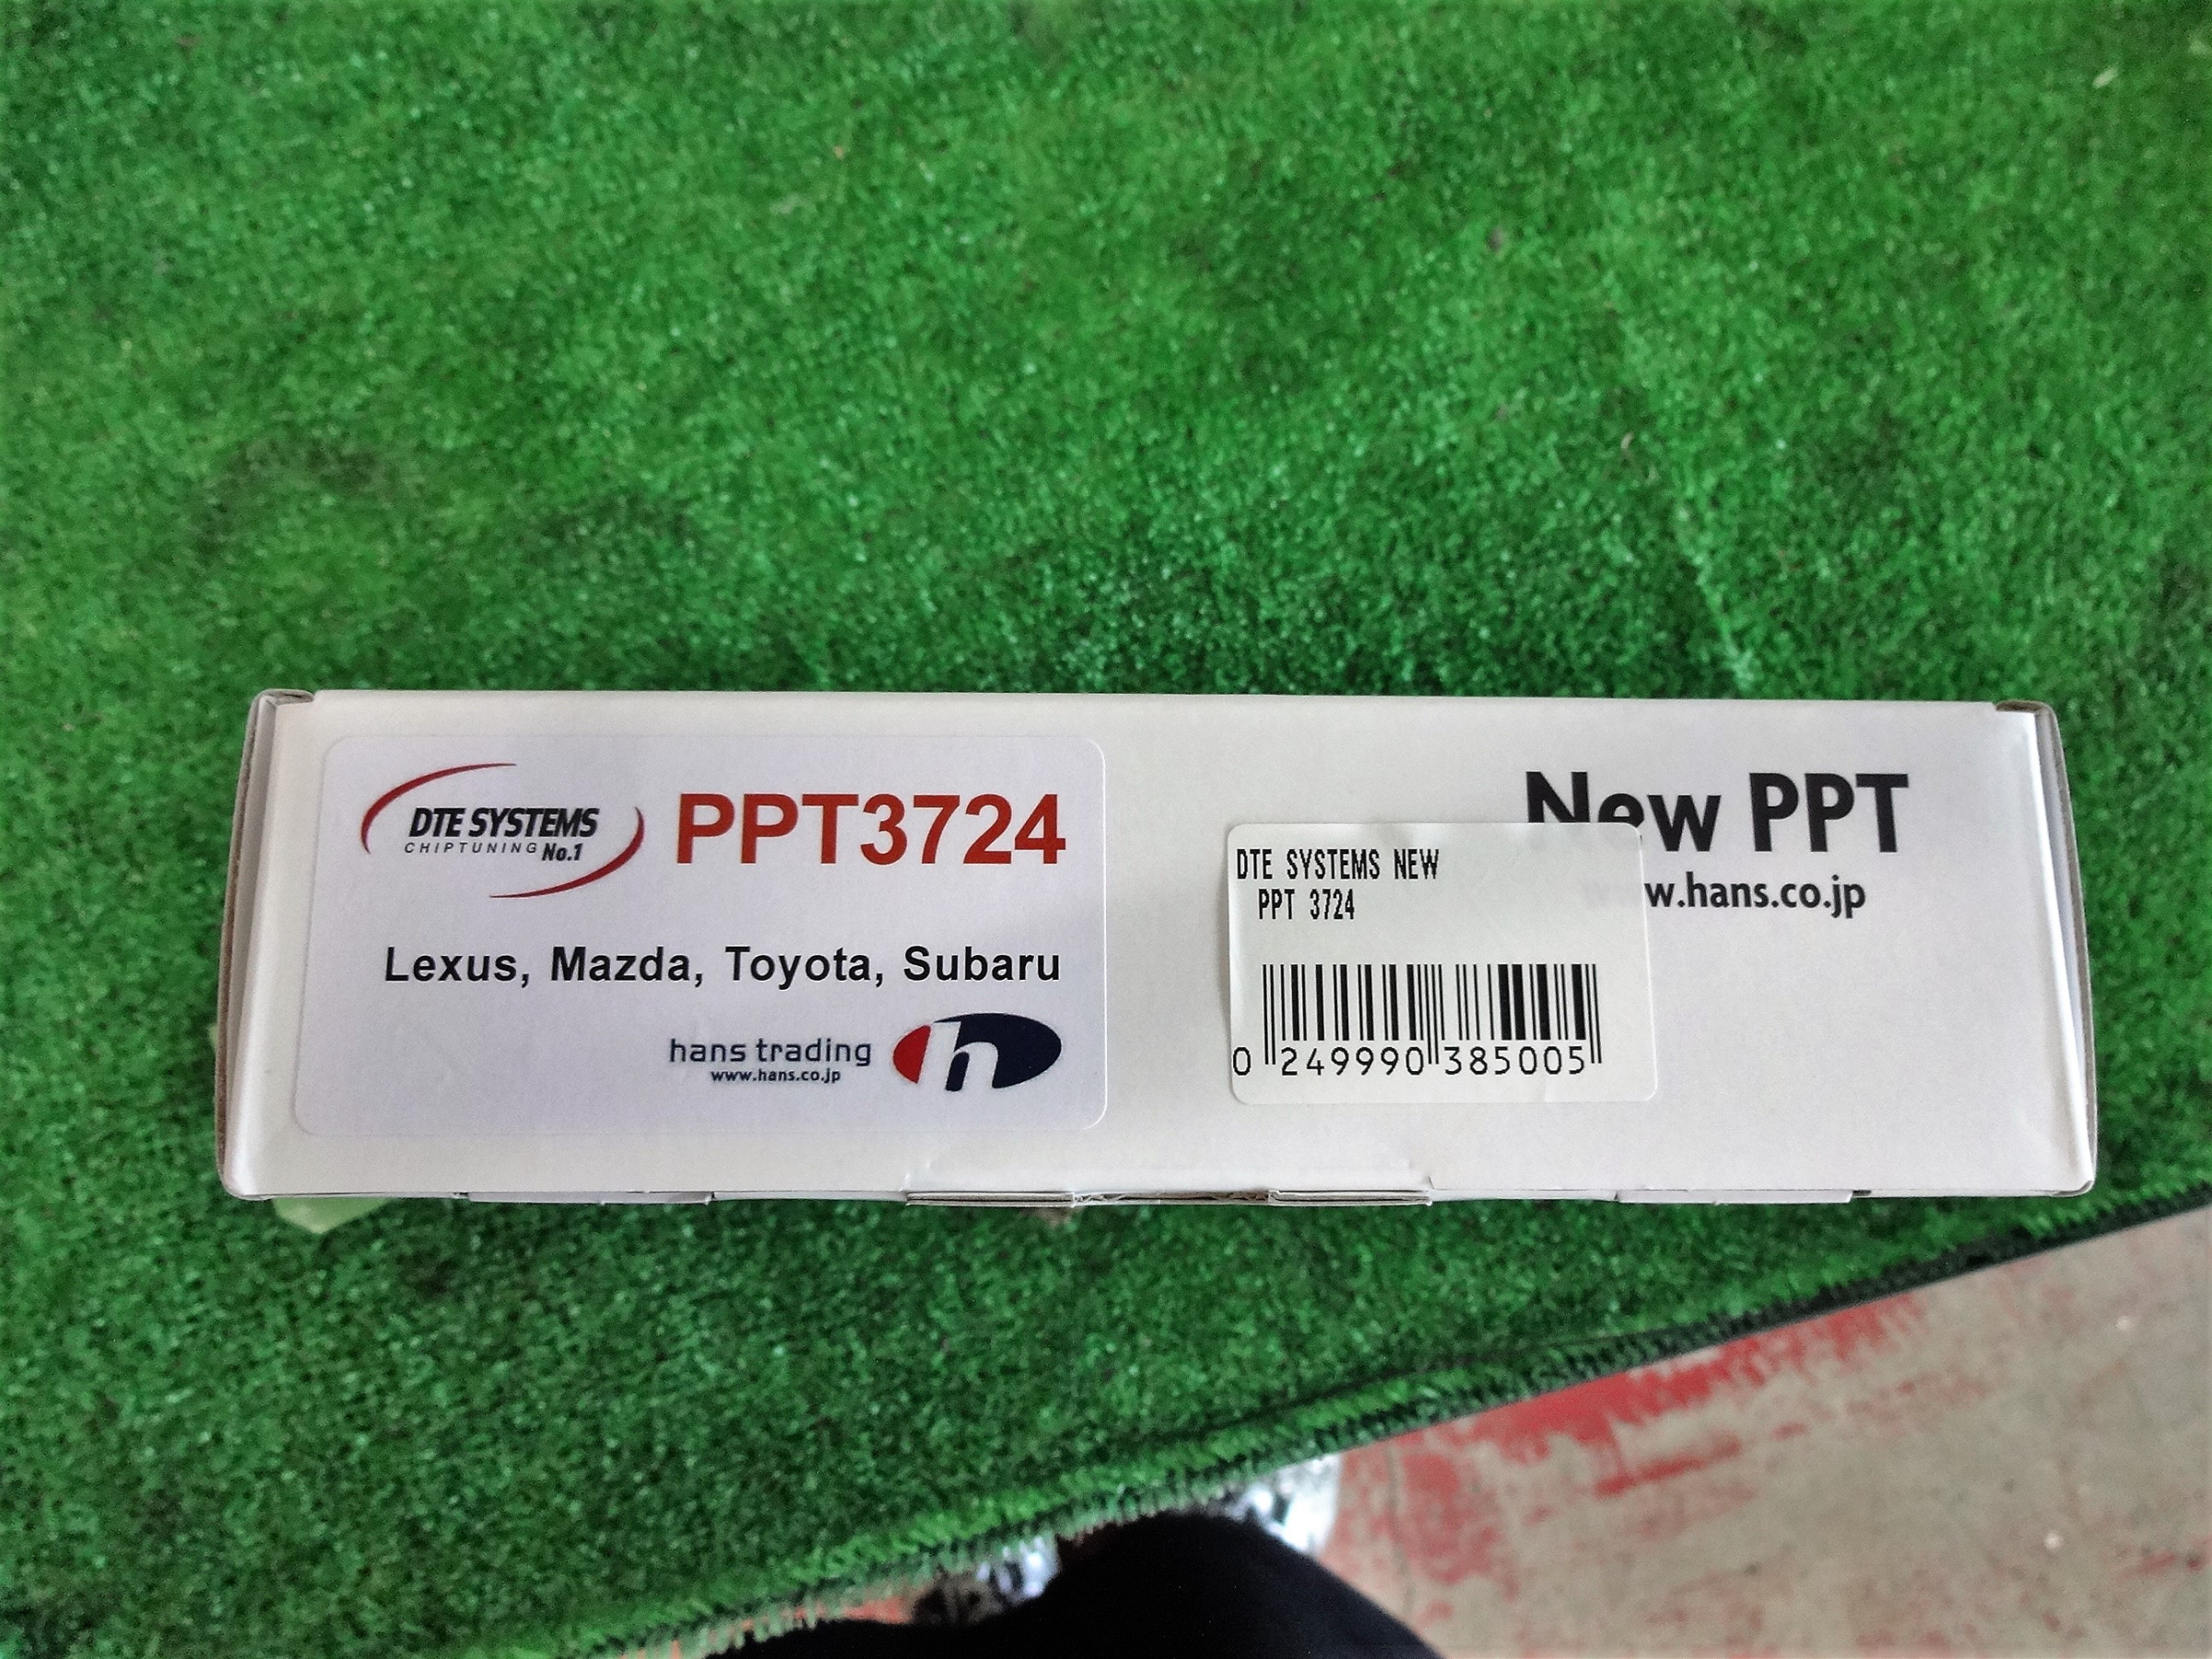 DTE SYSTEMS
CHIPTUNING No.1
PPT3724
Lexus, Mazda, Toyota, Subaru
hans trading
www.hans.co.jp
h
New PPT
www.hans.co.jp
DTE SYSTEMS NEW
PPT 3724
0 249990 385005